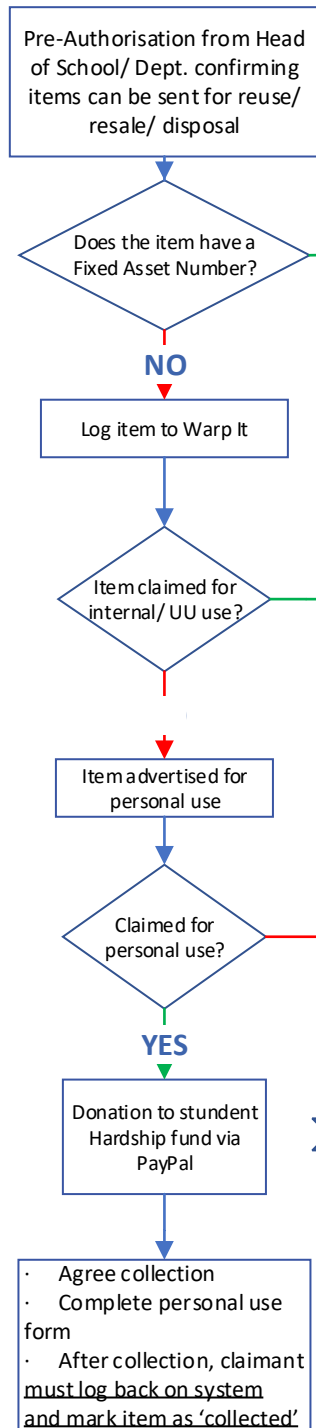 Pre-Authorisation from Head
of School/ Dept. confirming
items can be sent for reuse/
resale/ disposal
Does the item have a
Fixed Asset Number?
NO
Log item to Warp It
Item claimed for
internal/ UU use?
Item advertised for
personal use
Claimed for
personal use?
YES
Donation to stundent
Hardship fund via
PayPal
· Agree collection
· Complete personal use
form
· After collection, claimant
must log back on system
and mark item as ‘collected’